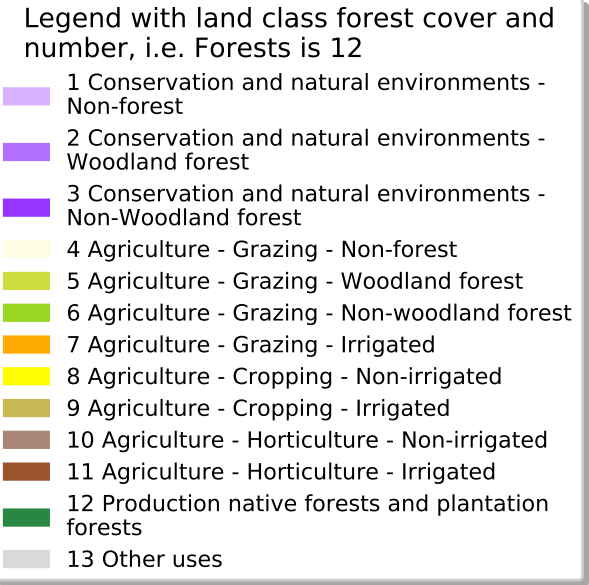 Legend with land class forest cover and
number, i.e. Forests is 12
1 Conservation and natural environments -
Non-forest
2 Conservation and natural environments -
Woodland forest
3 Conservation and natural environments -
Non-Woodland forest
4 Agriculture - Grazing - Non-forest
5 Agriculture - Grazing - Woodland forest
6 Agriculture - Grazing - Non-woodland forest
7 Agriculture - Grazing - Irrigated
8 Agriculture - Cropping - Non-irrigated
9 Agriculture - Cropping - Irrigated
10 Agriculture - Horticulture - Non-irrigated
11 Agriculture - Horticulture - Irrigated
12 Production native forests and plantation
forests
13 Other uses